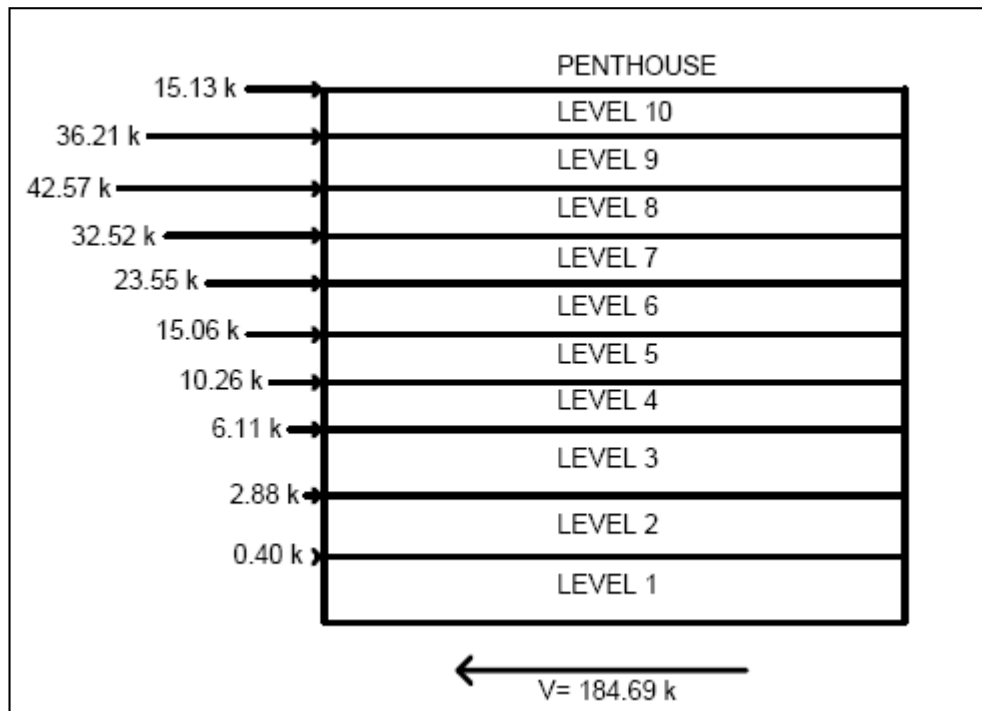 PENTHOUSE
15.13 k
LEVEL 10
36.21 k
LEVEL 9
42.57 k
LEVEL 8
32.52 k
LEVEL 7
23.55 k
LEVEL 6
15.06 k
LEVEL 5
10.26 k
LEVEL 4
6.11 k
LEVEL 3
2.88 k
LEVEL 2
0.40 k
LEVEL 1
V= 184.69 k